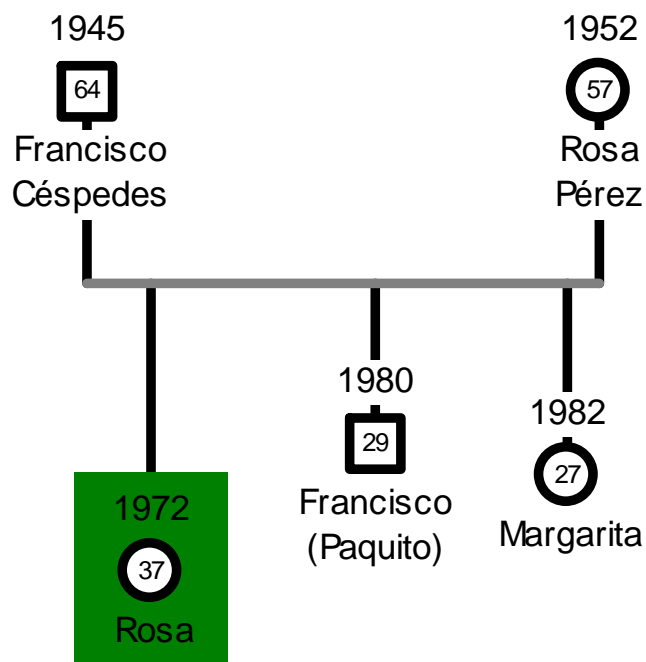 1945
64
Francisco
Céspedes
1952
57
Rosa
Pérez
1972
37
Rosa
1980
29
Francisco
(Paquito)
1982
27
Margarita